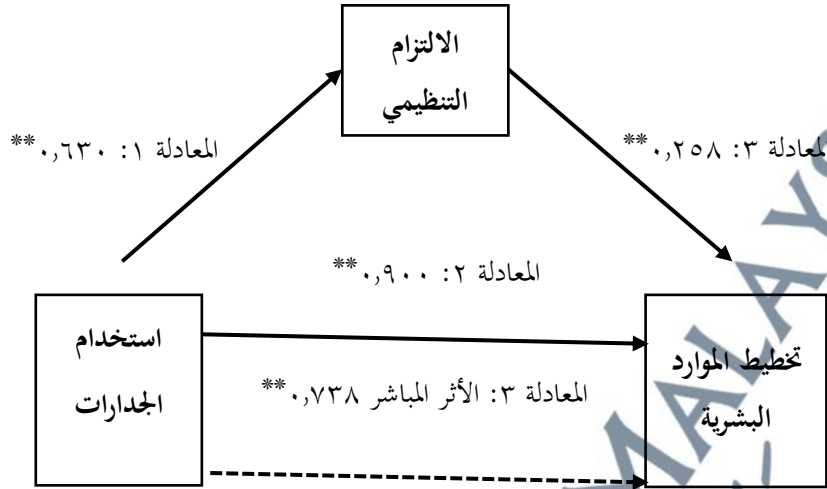 الالتزام
التنظيمي
المعادلة ١: ٠,٦٣٠**
المعادلة ٣: ٠,٢٥٨**
المعادلة ٢: ٠,٩٠٠**
استخدام
الجدارات
المعادلة ٣: الأثر المباشر ٠,٧٣٨**
تخطيط الموارد
البشرية
MALAYS